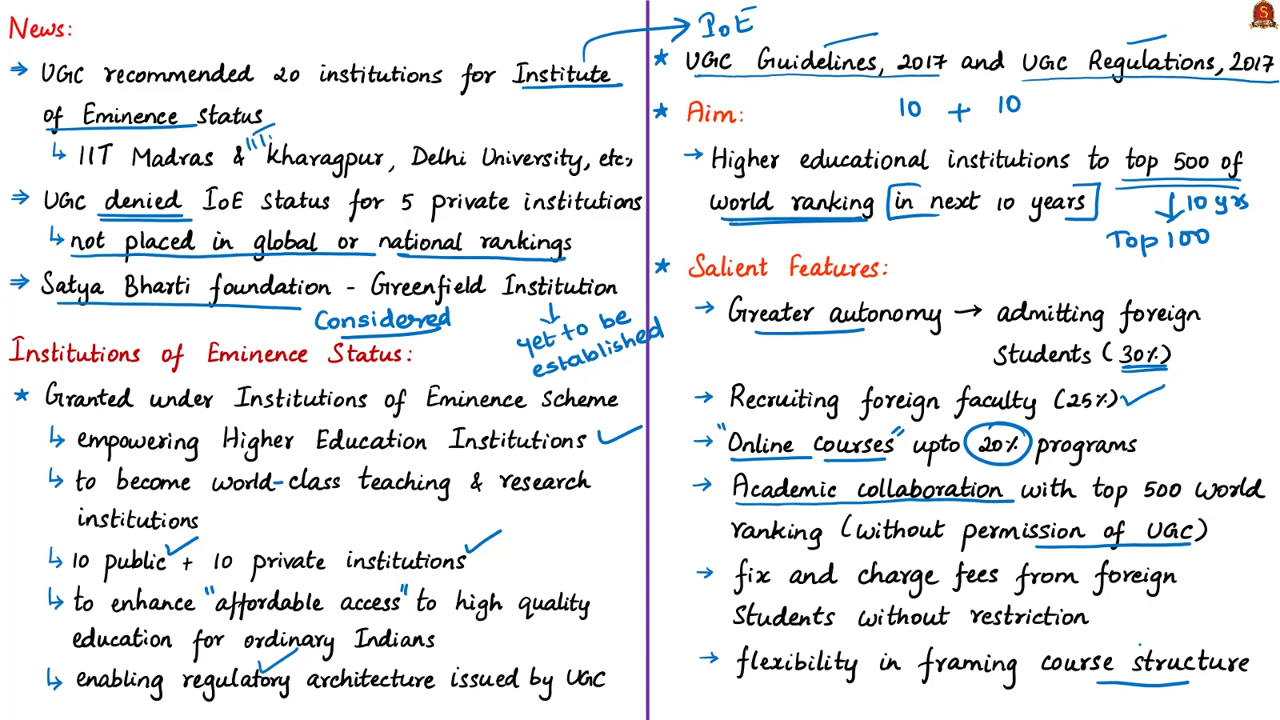 News:
⇒ UGC recommended 20 institutions for Institute
of Eminence status
↳ IIT Madras & IIT Kharagpur, Delhi University, etc,
⇒ UGC denied IoE Status for 5 private institutions
↳ not placed in global or national rankings
⇒ Satya Bharti foundation - Greenfield Institution
Considered
yet to be
established
Institutions of Eminence Status:
* Granted under Institutions of Eminence Scheme
↳ empowering Higher Education Institutions
↳ to become world-class teaching & research
institutions
↳ 10 public + 10 private institutions
↳ to enhance "affordable access" to high quality
education for ordinary Indians
↳ enabling regulatory architecture issued by UGC
IoE
* UGC Guidelines, 2017 and UGC Regulations, 2017
* Aim:
10 + 10
→ Higher educational institutions to top 500 of
world ranking [in next 10 years]
↓ 10 yrs
Top 100
* Salient Features:
→ Greater autonomy → admitting foreign
Students (30%)
→ Recruiting foreign faculty (25%)
→ "Online courses" upto 20% programs
→ Academic collaboration with top 500 world
ranking (without permission of UGC)
→ fix and charge fees from foreign
Students without restriction
→ flexibility in framing course structure